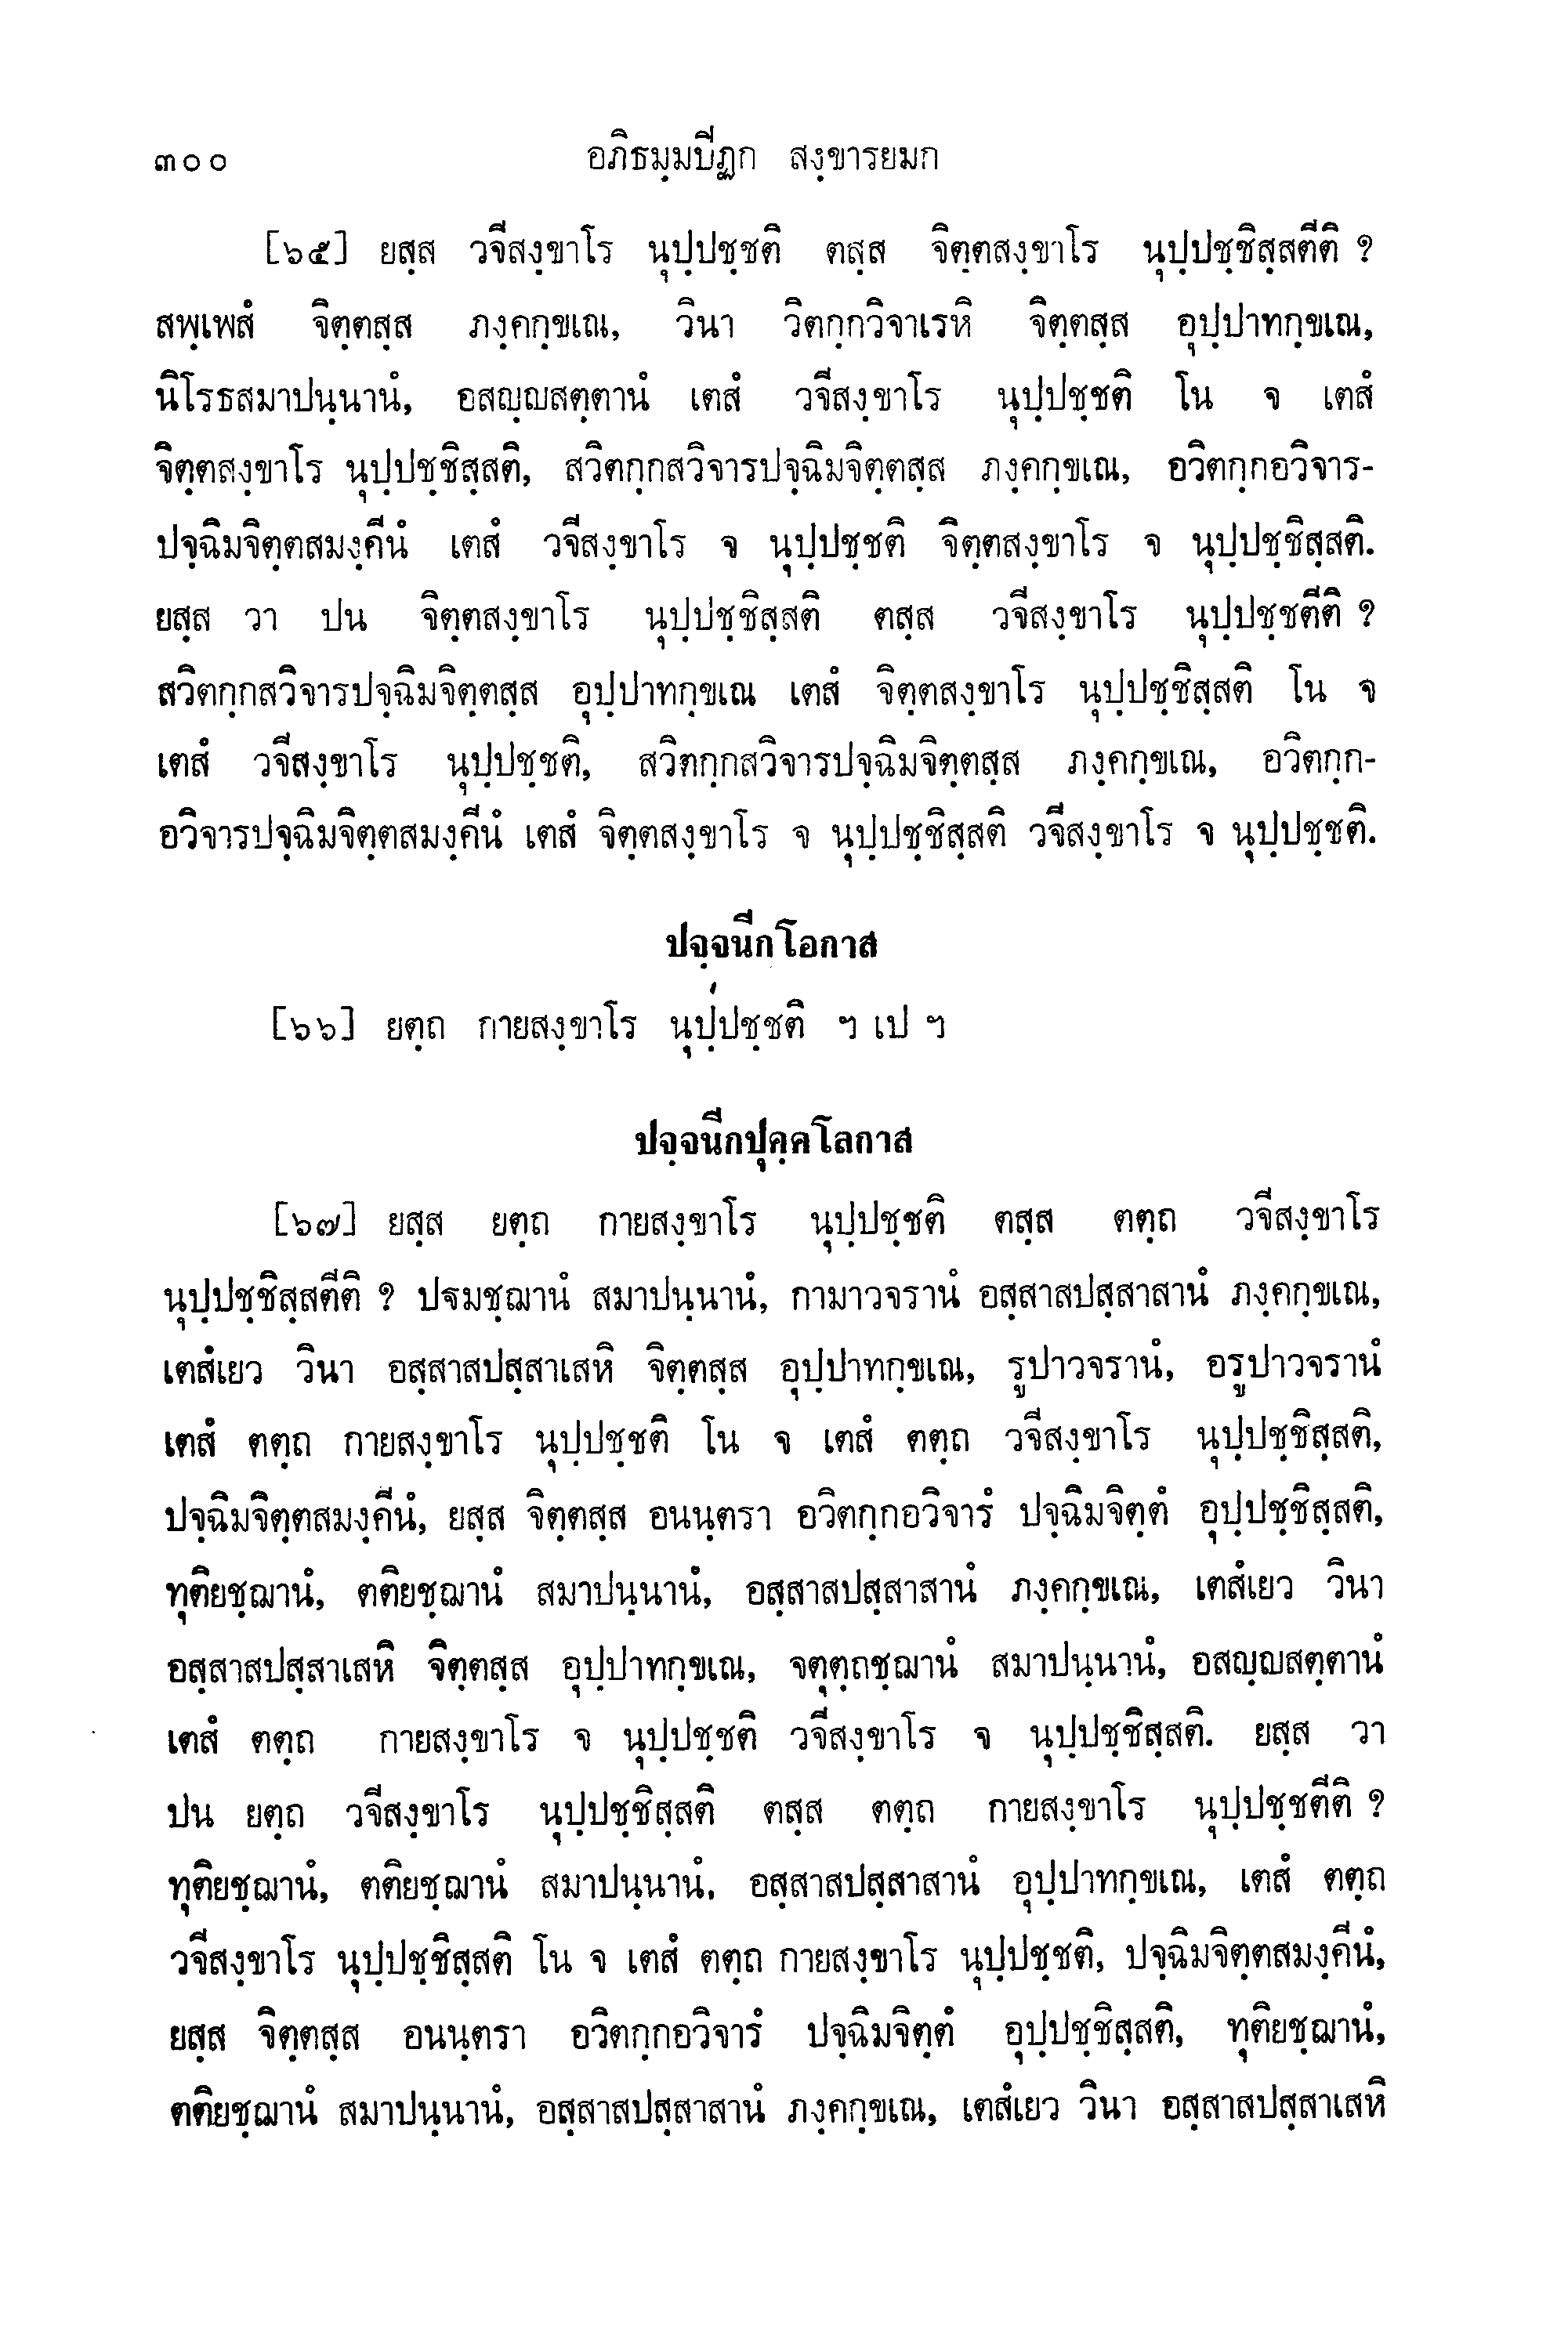 ๓๐๐ อภิธมฺมปีฏก สงฺขารยมก
[๖๕] ยสฺส วจีสงฺขาโร นุปฺปชฺชติ ตสฺส จิตฺตสงฺขาโร นุปฺปชฺชิสฺสตีติ ?
สพฺเพสํ จิตฺตสฺส ภงฺคกฺขเณ, วินา วิตกฺกวิจาเรหิ จิตฺตสฺส อุปฺปาทกฺขเณ,
นิโรธสมาปนฺนานํ, อสญฺญสตฺตานํ เตสํ วจีสงฺขาโร นุปฺปชฺชติ โน จ เตสํ
จิตฺตสงฺขาโร นุปฺปชฺชิสฺสติ, สวิตกฺกสวิจารปจฺฉิมจิตฺตสฺส ภงฺคกฺขเณ, อวิตกฺกอวิจาร-
ปจฺฉิมจิตฺตสมงฺคีนํ เตสํ วจีสงฺขาโร จ นุปฺปชฺชติ จิตฺตสงฺขาโร จ นุปฺปชฺชิสฺสติ.
ยสฺส วา ปน จิตฺตสงฺขาโร นุปฺปชฺชิสฺสติ ตสฺส วจีสงฺขาโร นุปฺปชฺชตีติ ?
สวิตกฺกสวิจารปจฺฉิมจิตฺตสฺส อุปฺปาทกฺขเณ เตสํ จิตฺตสงฺขาโร นุปฺปชฺชิสฺสติ โน จ
เตสํ วจีสงฺขาโร นุปฺปชฺชติ, สวิตกฺกสวิจารปจฺฉิมจิตฺตสฺส ภงฺคกฺขเณ, อวิตกฺก-
อวิจารปจฺฉิมจิตฺตสมงฺคีนํ เตสํ จิตฺตสงฺขาโร จ นุปฺปชฺชิสฺสติ วจีสงฺขาโร จ นุปฺปชฺชติ.
ปจฺจนีกโอกาส
[๖๖] ยตฺถ กายสงฺขาโร นุปฺปชฺชติ ฯ เป ฯ
ปจฺจนีกปุคฺคโลกาส
[๖๗] ยสฺส ยตฺถ กายสงฺขาโร นุปฺปชฺชติ ตสฺส ตตฺถ วจีสงฺขาโร
นุปฺปชฺชิสฺสตีติ ? ปฐมชฺฌานํ สมาปนฺนานํ, กามาวจรานํ อสฺสาสปสฺสาสานํ ภงฺคกฺขเณ,
เตสํเยว วินา อสฺสาสปสฺสาเสหิ จิตฺตสฺส อุปฺปาทกฺขเณ, รูปาวจรานํ, อรูปาวจรานํ
เตสํ ตตฺถ กายสงฺขาโร นุปฺปชฺชติ โน จ เตสํ ตตฺถ วจีสงฺขาโร นุปฺปชฺชิสฺสติ,
ปจฺฉิมจิตฺตสมงฺคีนํ, ยสฺส จิตฺตสฺส อนนฺตรา อวิตกฺกอวิจารํ ปจฺฉิมจิตฺตํ อุปฺปชฺชิสฺสติ,
ทุติยชฺฌานํ, ตติยชฺฌานํ สมาปนฺนานํ, อสฺสาสปสฺสาสานํ ภงฺคกฺขเณ, เตสํเยว วินา
อสฺสาสปสฺสาเสหิ จิตฺตสฺส อุปฺปาทกฺขเณ, จตุตฺถชฺฌานํ สมาปนฺนานํ, อสญฺญสตฺตานํ
เตสํ ตตฺถ กายสงฺขาโร จ นุปฺปชฺชติ วจีสงฺขาโร จ นุปฺปชฺชิสฺสติ. ยสฺส วา
ปน ยตฺถ วจีสงฺขาโร นุปฺปชฺชิสฺสติ ตสฺส ตตฺถ กายสงฺขาโร นุปฺปชฺชตีติ ?
ทุติยชฺฌานํ, ตติยชฺฌานํ สมาปนฺนานํ, อสฺสาสปสฺสาสานํ อุปฺปาทกฺขเณ, เตสํ ตตฺถ
วจีสงฺขาโร นุปฺปชฺชิสฺสติ โน จ เตสํ ตตฺถ กายสงฺขาโร นุปฺปชฺชติ, ปจฺฉิมจิตฺตสมงฺคีนํ,
ยสฺส จิตฺตสฺส อนนฺตรา อวิตกฺกอวิจารํ ปจฺฉิมจิตฺตํ อุปฺปชฺชิสฺสติ, ทุติยชฺฌานํ,
ตติยชฺฌานํ สมาปนฺนานํ, อสฺสาสปสฺสาสานํ ภงฺคกฺขเณ, เตสํเยว วินา อสฺสาสปสฺสาเสหิ